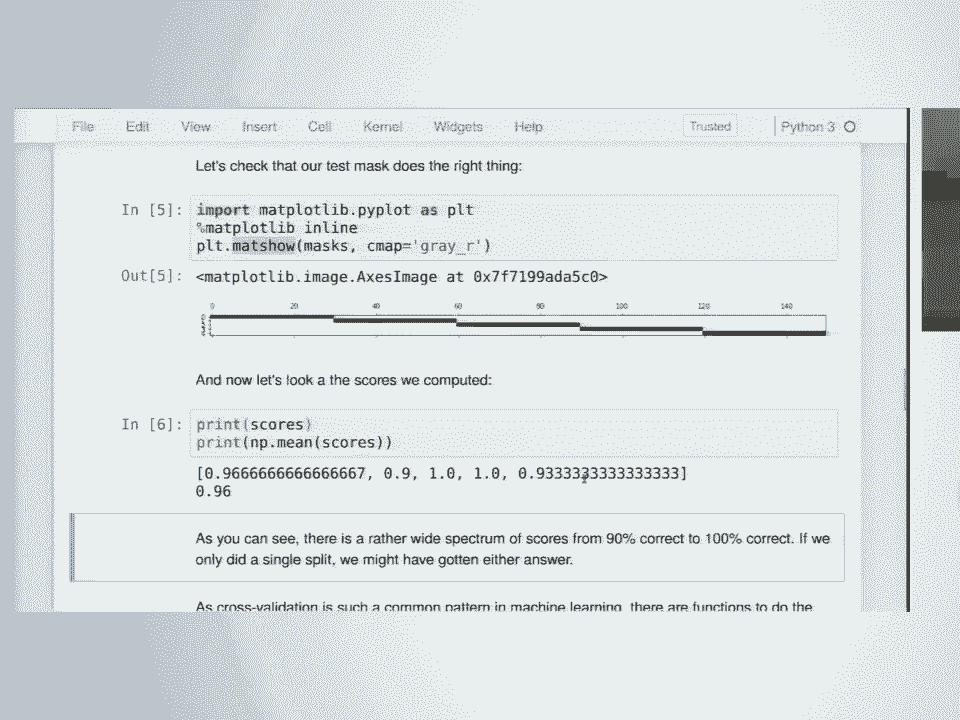 File Edit View Insert Cell Kernel Widgets Help Trusted Python 3
Let's check that our test mask does the right thing:
In [5]: import matplotlib.pyplot as plt
%matplotlib inline
plt.matshow(masks, cmap='gray_r')
Out[5]: <matplotlib.image.AxesImage at 0x7f7199ada5c0>
0 20 40 60 80 100 120 140
And now let's look a the scores we computed:
In [6]: print(scores)
print(np.mean(scores))
[0.9666666666666667, 0.9, 1.0, 1.0, 0.9333333333333333]
0.96
As you can see, there is a rather wide spectrum of scores from 90% correct to 100% correct. If we
only did a single split, we might have gotten either answer.
As cross-validation is such a common pattern in machine learning, there are functions to do the